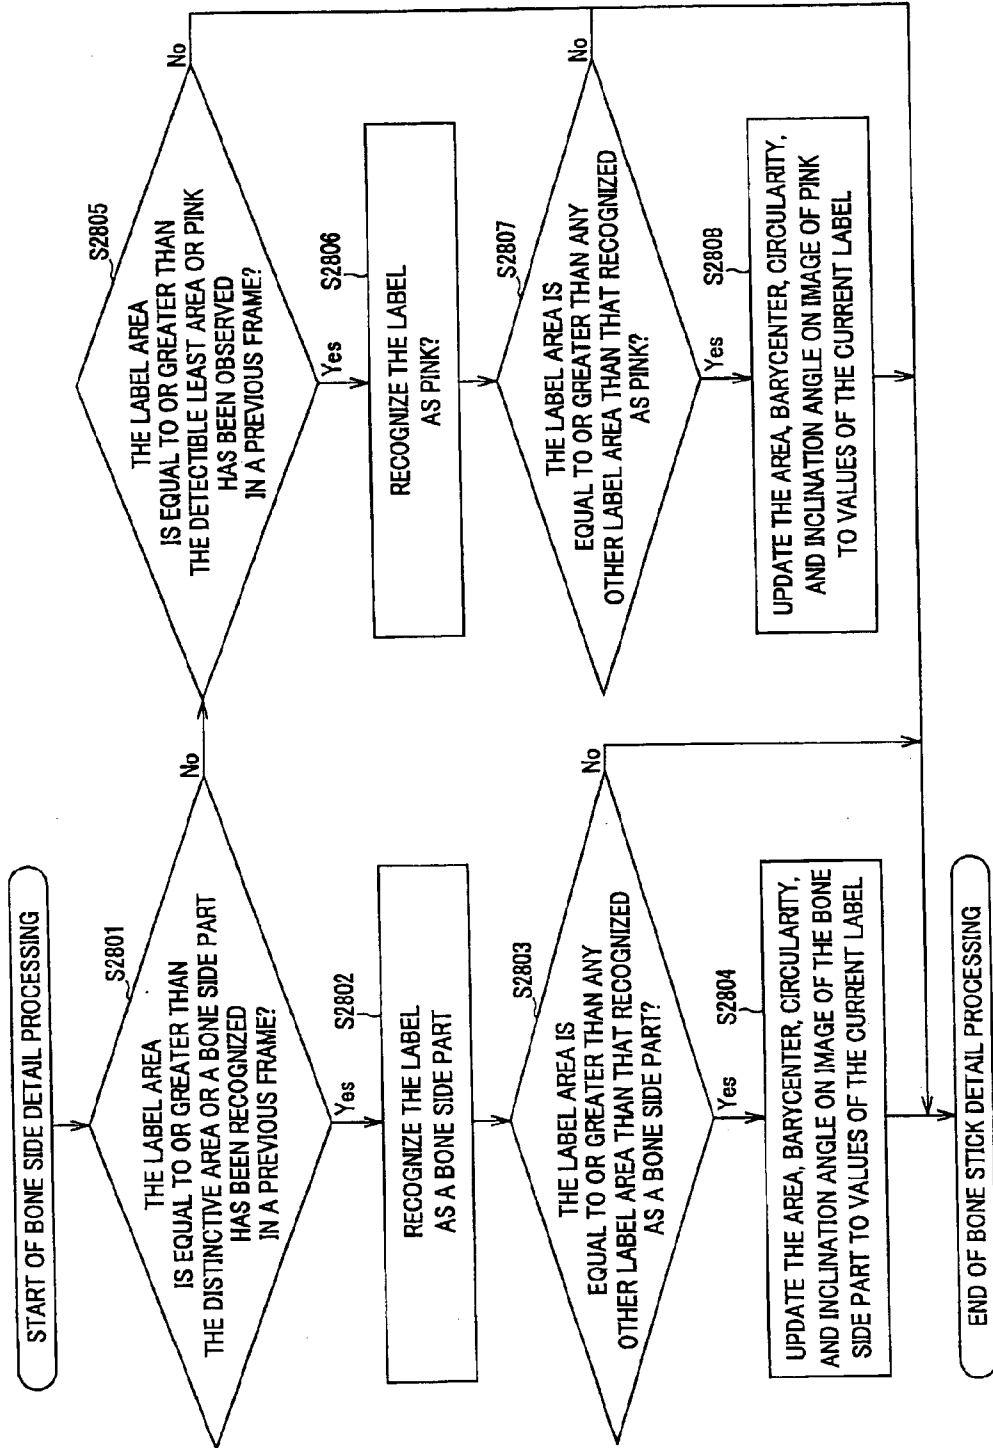 START OF BONE SIDE DETAIL PROCESSING
S2801
THE LABEL AREA
IS EQUAL TO OR GREATER THAN
THE DISTINCTIVE AREA OR A BONE SIDE PART
HAS BEEN RECOGNIZED
IN A PREVIOUS FRAME?
No
Yes
S2802
RECOGNIZE THE LABEL
AS A BONE SIDE PART
S2803
THE LABEL AREA IS
EQUAL TO OR GREATER THAN ANY
OTHER LABEL AREA THAN THAT RECOGNIZED
AS A BONE SIDE PART?
No
Yes
S2804
UPDATE THE AREA, BARYCENTER, CIRCULARITY,
AND INCLINATION ANGLE ON IMAGE OF THE BONE
SIDE PART TO VALUES OF THE CURRENT LABEL
END OF BONE STICK DETAIL PROCESSING
S2805
THE LABEL AREA
IS EQUAL TO OR GREATER THAN
THE DETECTIBLE LEAST AREA OR PINK
HAS BEEN OBSERVED
IN A PREVIOUS FRAME?
No
Yes
S2806
RECOGNIZE THE LABEL
AS PINK?
S2807
THE LABEL AREA IS
EQUAL TO OR GREATER THAN ANY
OTHER LABEL AREA THAN THAT RECOGNIZED
AS PINK?
No
Yes
S2808
UPDATE THE AREA, BARYCENTER, CIRCULARITY,
AND INCLINATION ANGLE ON IMAGE OF PINK
TO VALUES OF THE CURRENT LABEL